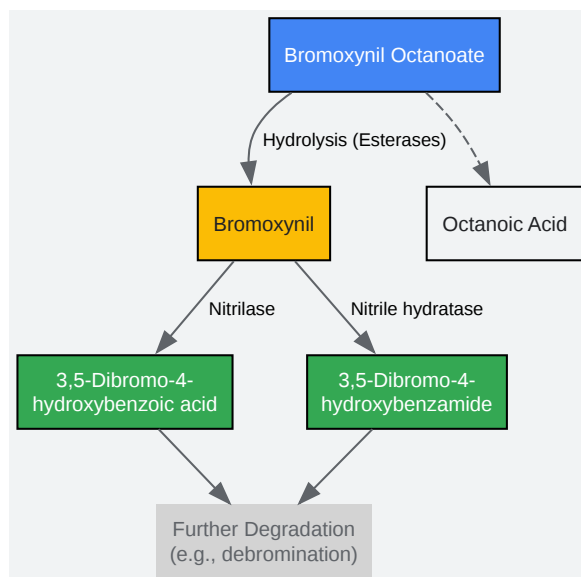 Bromoxynil Octanoate
Hydrolysis (Esterases)
Bromoxynil
Octanoic Acid
Nitrilase
Nitrile hydratase
3,5-Dibromo-4-
hydroxybenzoic acid
3,5-Dibromo-4-
hydroxybenzamide
Further Degradation
(e.g., debromination)